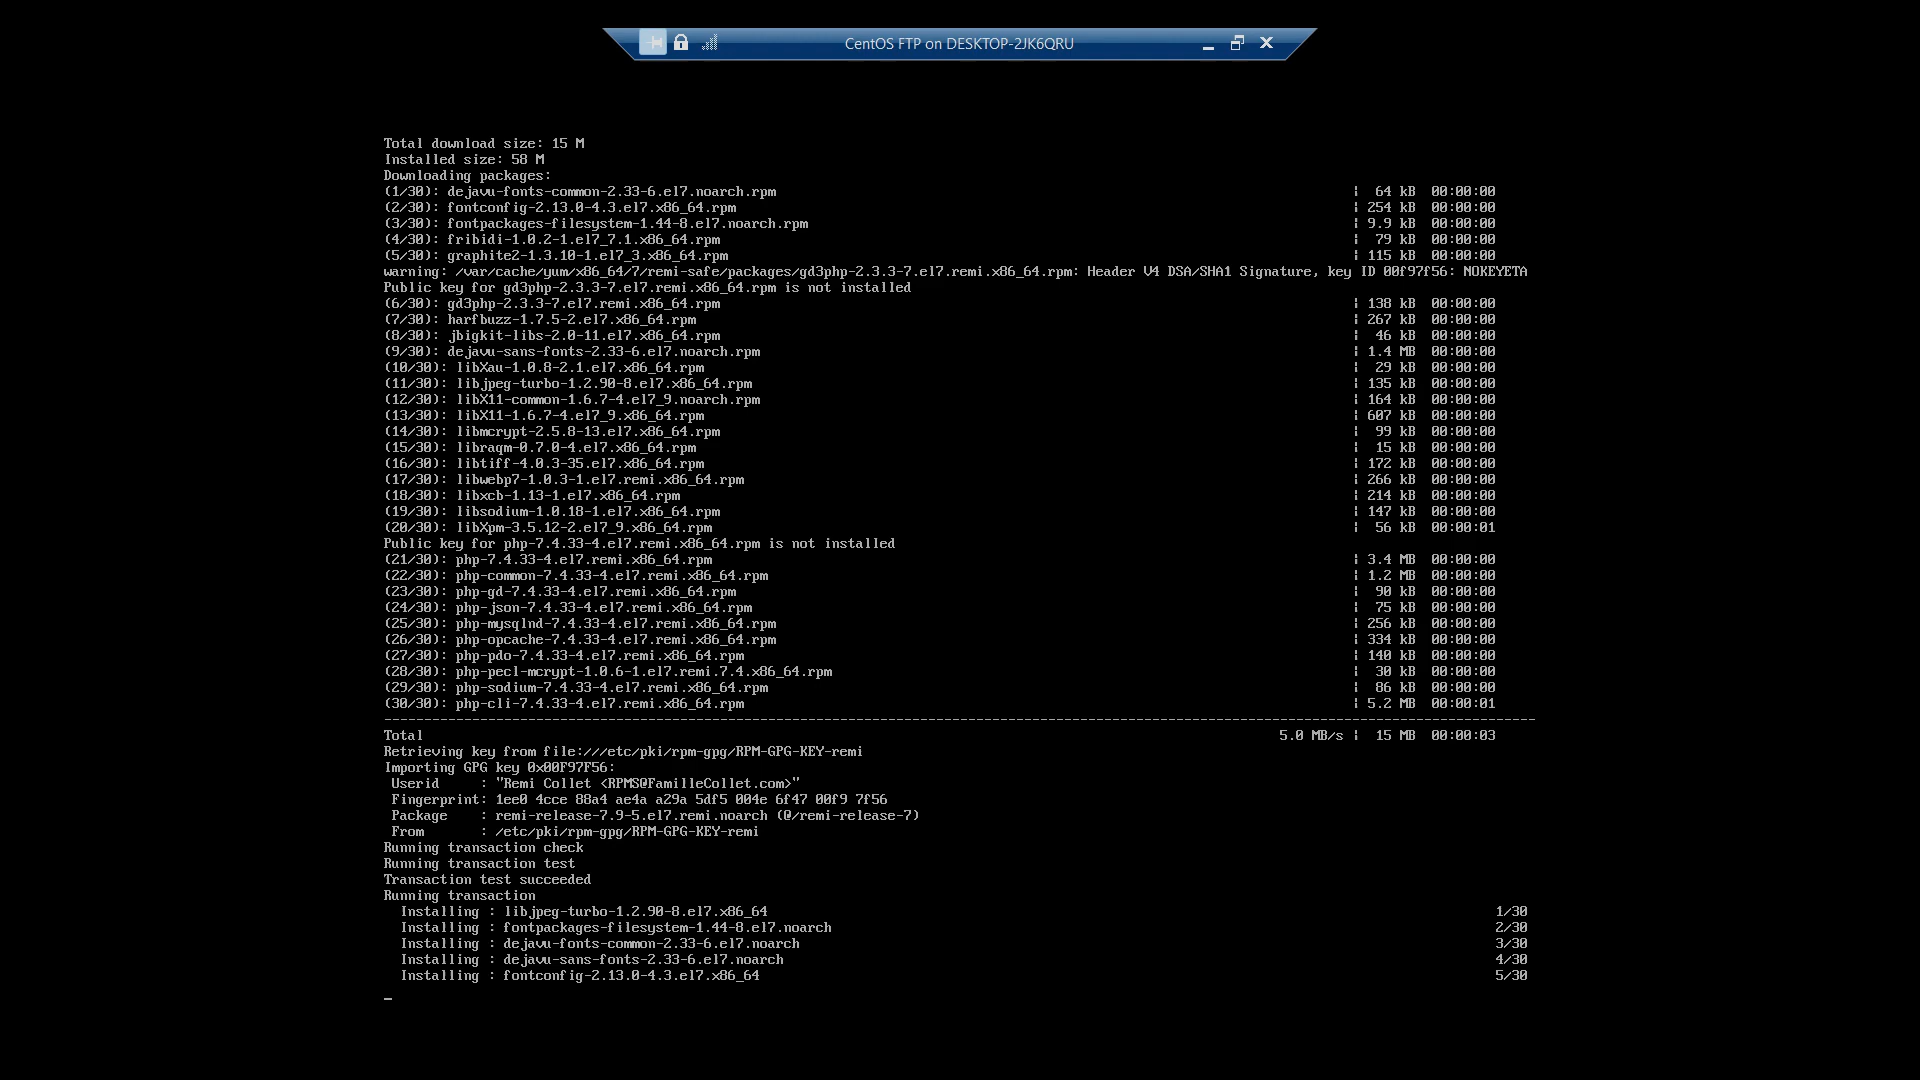 CentOS FTP on DESKTOP-2JK6QRU
Total download size: 15 M
Installed size: 58 M
Downloading packages:
(1/30): dejavu-fonts-common-2.33-6.el7.noarch.rpm | 64 kB 00:00:00
(2/30): fontconfig-2.13.0-4.3.el7.x86_64.rpm | 254 kB 00:00:00
(3/30): fontpackages-filesystem-1.44-8.el7.noarch.rpm | 9.9 kB 00:00:00
(4/30): fribidi-1.0.2-1.el7_7.1.x86_64.rpm | 79 kB 00:00:00
(5/30): graphite2-1.3.10-1.el7_3.x86_64.rpm | 115 kB 00:00:00
warning: /var/cache/yum/x86_64/7/remi-safe/packages/gd3php-2.3.3-7.el7.remi.x86_64.rpm: Header V4 DSA/SHA1 Signature, key ID 00f97f56: NOKEYETA
Public key for gd3php-2.3.3-7.el7.remi.x86_64.rpm is not installed
(6/30): gd3php-2.3.3-7.el7.remi.x86_64.rpm | 138 kB 00:00:00
(7/30): harfbuzz-1.7.5-2.el7.x86_64.rpm | 267 kB 00:00:00
(8/30): jbigkit-libs-2.0-11.el7.x86_64.rpm | 46 kB 00:00:00
(9/30): dejavu-sans-fonts-2.33-6.el7.noarch.rpm | 1.4 MB 00:00:00
(10/30): libXau-1.0.8-2.1.el7.x86_64.rpm | 29 kB 00:00:00
(11/30): libjpeg-turbo-1.2.90-8.el7.x86_64.rpm | 135 kB 00:00:00
(12/30): libX11-common-1.6.7-4.el7_9.noarch.rpm | 164 kB 00:00:00
(13/30): libX11-1.6.7-4.el7_9.x86_64.rpm | 607 kB 00:00:00
(14/30): libmcrypt-2.5.8-13.el7.x86_64.rpm | 99 kB 00:00:00
(15/30): libraqm-0.7.0-4.el7.x86_64.rpm | 15 kB 00:00:00
(16/30): libtiff-4.0.3-35.el7.x86_64.rpm | 172 kB 00:00:00
(17/30): libwebp7-1.0.3-1.el7.remi.x86_64.rpm | 266 kB 00:00:00
(18/30): libxcb-1.13-1.el7.x86_64.rpm | 214 kB 00:00:00
(19/30): libsodium-1.0.18-1.el7.x86_64.rpm | 147 kB 00:00:00
(20/30): libXpm-3.5.12-2.el7_9.x86_64.rpm | 56 kB 00:00:01
Public key for php-7.4.33-4.el7.remi.x86_64.rpm is not installed
(21/30): php-7.4.33-4.el7.remi.x86_64.rpm | 3.4 MB 00:00:00
(22/30): php-common-7.4.33-4.el7.remi.x86_64.rpm | 1.2 MB 00:00:00
(23/30): php-gd-7.4.33-4.el7.remi.x86_64.rpm | 90 kB 00:00:00
(24/30): php-json-7.4.33-4.el7.remi.x86_64.rpm | 75 kB 00:00:00
(25/30): php-mysqlnd-7.4.33-4.el7.remi.x86_64.rpm | 256 kB 00:00:00
(26/30): php-opcache-7.4.33-4.el7.remi.x86_64.rpm | 334 kB 00:00:00
(27/30): php-pdo-7.4.33-4.el7.remi.x86_64.rpm | 140 kB 00:00:00
(28/30): php-pecl-mcrypt-1.0.6-1.el7.remi.7.4.x86_64.rpm | 30 kB 00:00:00
(29/30): php-sodium-7.4.33-4.el7.remi.x86_64.rpm | 86 kB 00:00:00
(30/30): php-cli-7.4.33-4.el7.remi.x86_64.rpm | 5.2 MB 00:00:01
------------------------------------------------------------------------------------------------------------------------------------------------
Total 5.0 MB/s | 15 MB 00:00:03
Retrieving key from file:///etc/pki/rpm-gpg/RPM-GPG-KEY-remi
Importing GPG key 0x00F97F56:
Userid : "Remi Collet <RPMS@FamilleCollet.com>"
Fingerprint: 1ee0 4cce 88a4 ae4a a29a 5df5 004e 6f47 00f9 7f56
Package : remi-release-7.9-5.el7.remi.noarch (@/remi-release-7)
From : /etc/pki/rpm-gpg/RPM-GPG-KEY-remi
Running transaction check
Running transaction test
Transaction test succeeded
Running transaction
Installing : libjpeg-turbo-1.2.90-8.el7.x86_64 1/30
Installing : fontpackages-filesystem-1.44-8.el7.noarch 2/30
Installing : dejavu-fonts-common-2.33-6.el7.noarch 3/30
Installing : dejavu-sans-fonts-2.33-6.el7.noarch 4/30
Installing : fontconfig-2.13.0-4.3.el7.x86_64 5/30